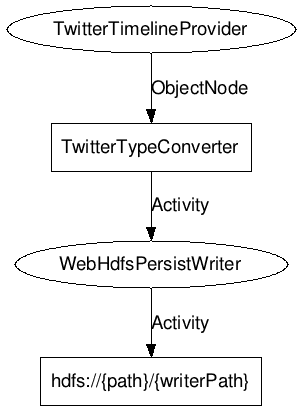 TwitterTimelineProvider
ObjectNode
TwitterTypeConverter
Activity
WebHdfsPersistWriter
Activity
hdfs://{path}/{writerPath}